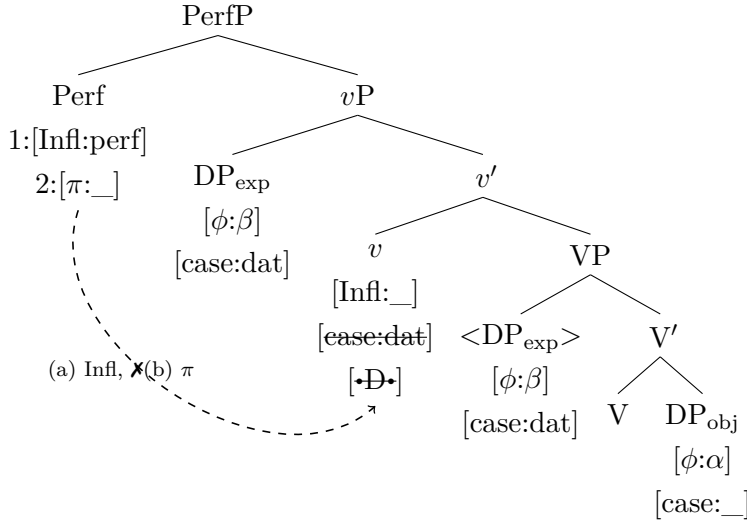 PerfP
Perf
vP
1:[Infl:perf]
2:[π:_]
DP_exp
v′
[ϕ:β]
[case:dat]
v
VP
[Infl:_]
[case:dat]
<DP_exp>
V′
(a) Infl, ✗(b) π
[•D•]
[ϕ:β]
[case:dat]
V
DP_obj
[ϕ:α]
[case:_]